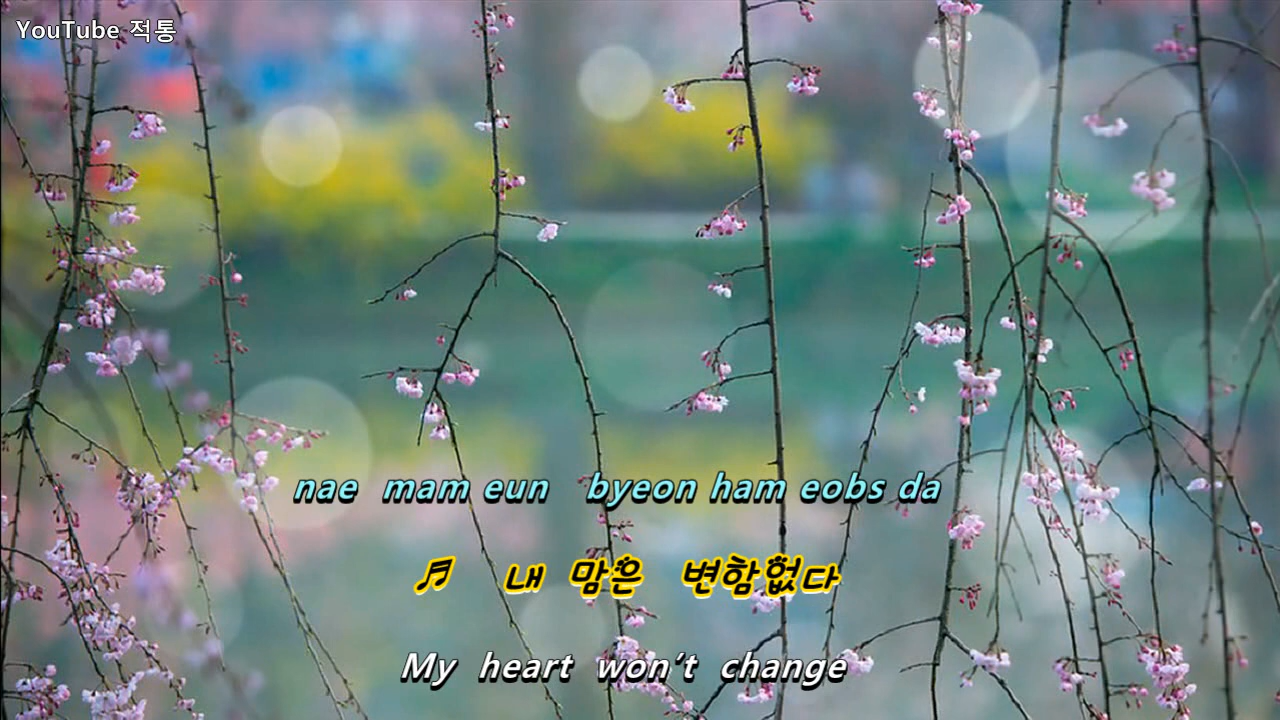 YouTube 적통
nae mam eun byeon ham eobs da
♬ 내 맘은 변함없다
My heart won't change